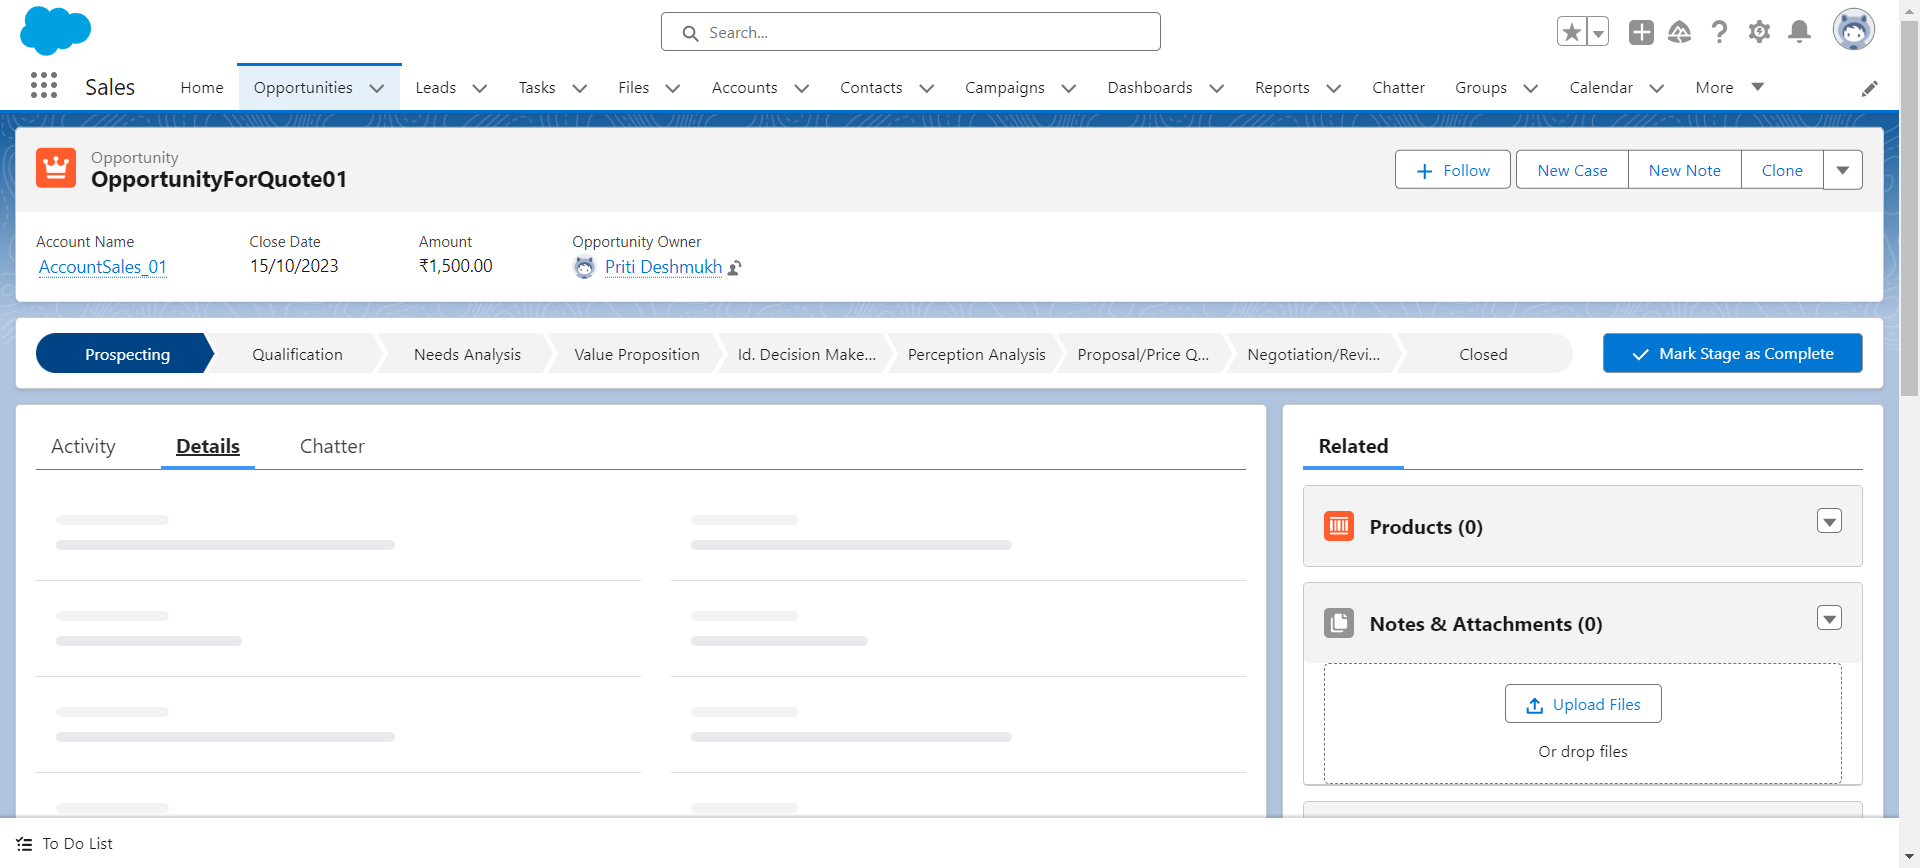 Search...
Sales
Home
Opportunities
Leads
Tasks
Files
Accounts
Contacts
Campaigns
Dashboards
Reports
Chatter
Groups
Calendar
More
Opportunity
OpportunityForQuote01
Follow
New Case
New Note
Clone
Account Name
Close Date
Amount
Opportunity Owner
AccountSales_01
15/10/2023
₹1,500.00
Priti Deshmukh
Prospecting
Qualification
Needs Analysis
Value Proposition
Id. Decision Make...
Perception Analysis
Proposal/Price Q...
Negotiation/Revi...
Closed
Mark Stage as Complete
Activity
Details
Chatter
Related
Products (0)
Notes & Attachments (0)
Upload Files
Or drop files
To Do List